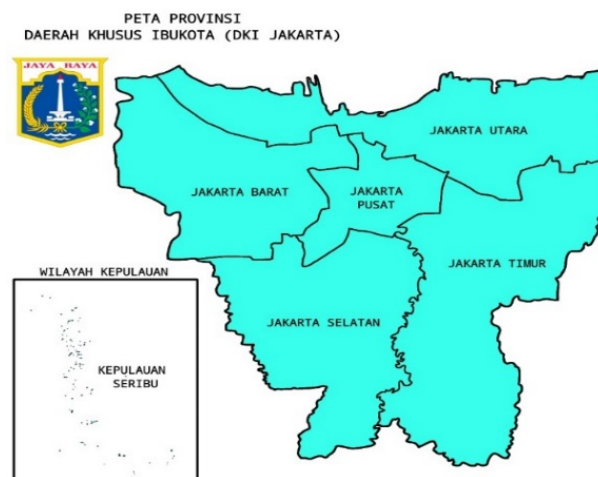 PETA PROVINSI
DAERAH KHUSUS IBUKOTA (DKI JAKARTA)
JAYA RAYA
JAKARTA UTARA
JAKARTA BARAT
JAKARTA
PUSAT
JAKARTA TIMUR
WILAYAH KEPULAUAN
JAKARTA SELATAN
KEPULAUAN
SERIBU